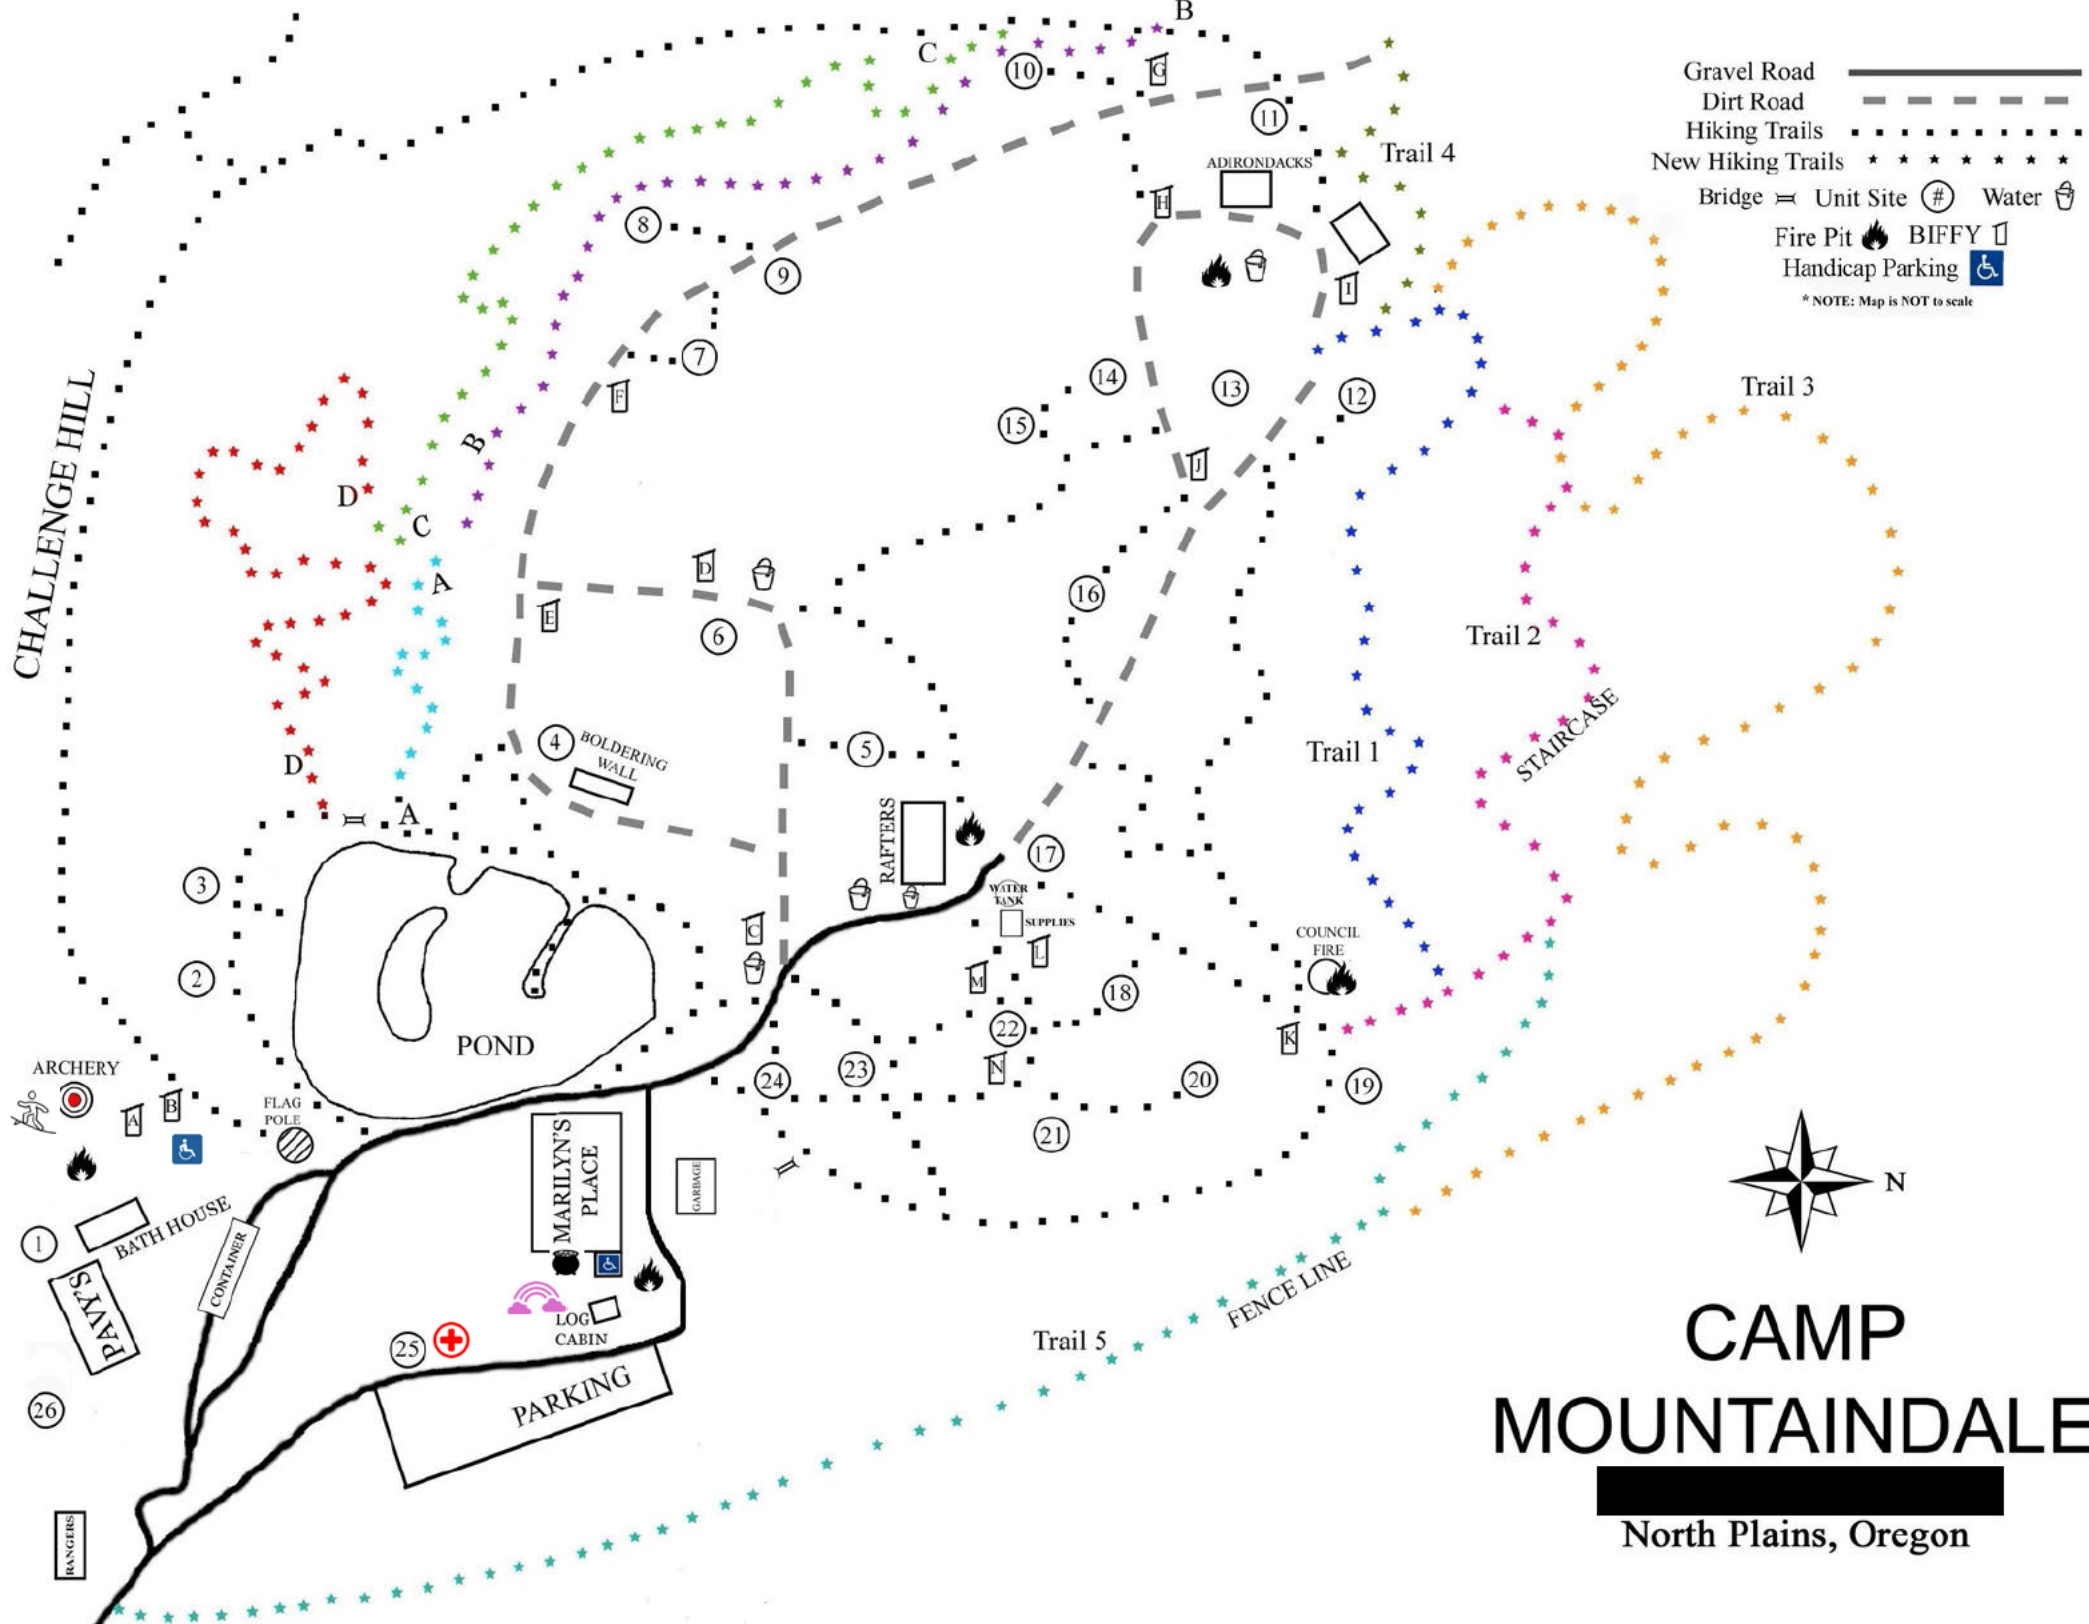 B
C
10
G
11
Gravel Road
Dirt Road
Hiking Trails
New Hiking Trails
Bridge Unit Site # Water
Fire Pit BIFFY
Handicap Parking
* NOTE: Map is NOT to scale
Trail 4
ADIRONDACKS
H
8
9
I
7
F
14
13
12
15
Trail 3
CHALLENGE HILL
B
J
D
C
A
D
E
6
16
Trail 2
STAIRCASE
4
BOLDERING
WALL
5
Trail 1
D
A
RAFTERS
17
3
WATER
TANK
SUPPLIES
C
L
COUNCIL
FIRE
2
M
18
POND
22
K
ARCHERY
A
B
FLAG
POLE
24
23
N
20
19
21
MARILYN'S
PLACE
GARBAGE
N
1
BATH HOUSE
CONTAINER
PAVY'S
LOG
CABIN
25
FENCE LINE
Trail 5
PARKING
26
RANGERS
CAMP
MOUNTAINDALE
North Plains, Oregon